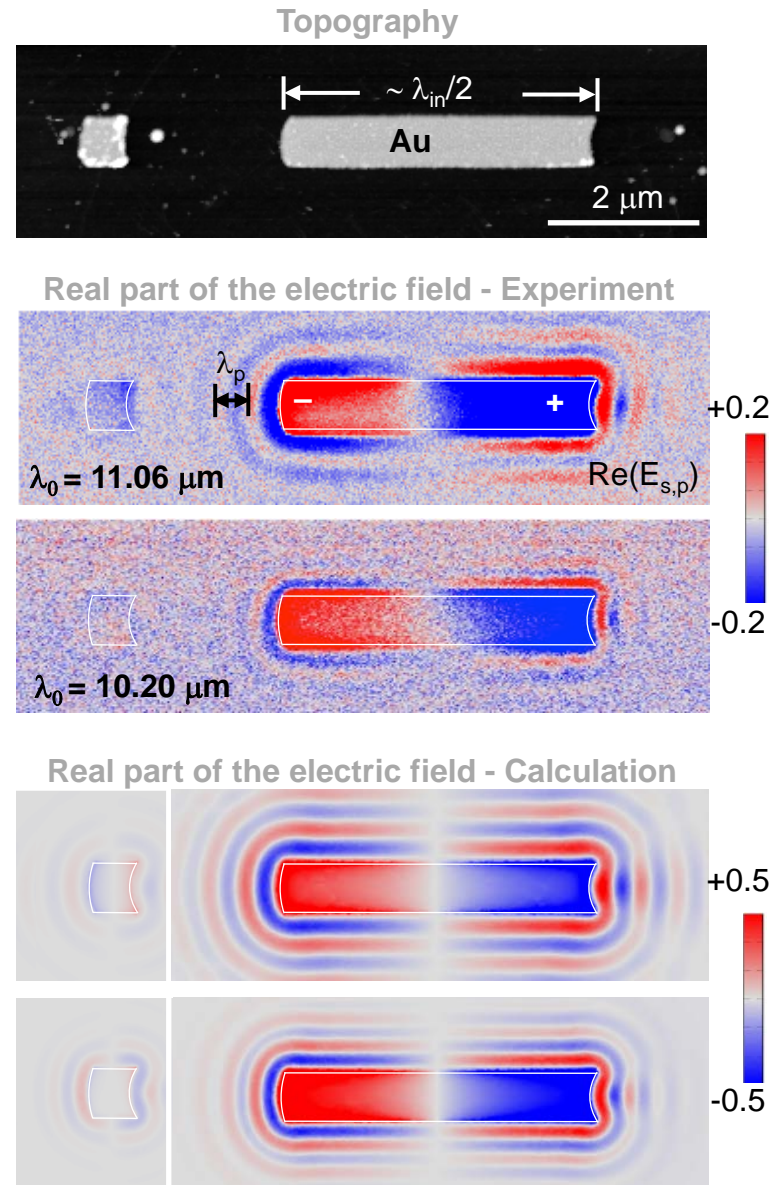 Topography
~ λin/2
Au
2 μm
Real part of the electric field - Experiment
λp
− +
+0.2
λ0 = 11.06 μm
Re(Es,p)
-0.2
λ0 = 10.20 μm
Real part of the electric field - Calculation
+0.5
-0.5